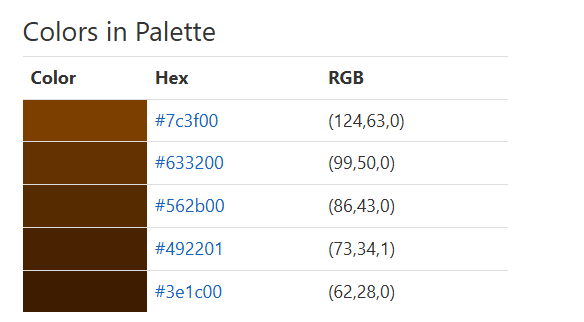 Colors in Palette
Color Hex RGB
#7c3f00 (124,63,0)
#633200 (99,50,0)
#562b00 (86,43,0)
#492201 (73,34,1)
#3e1c00 (62,28,0)